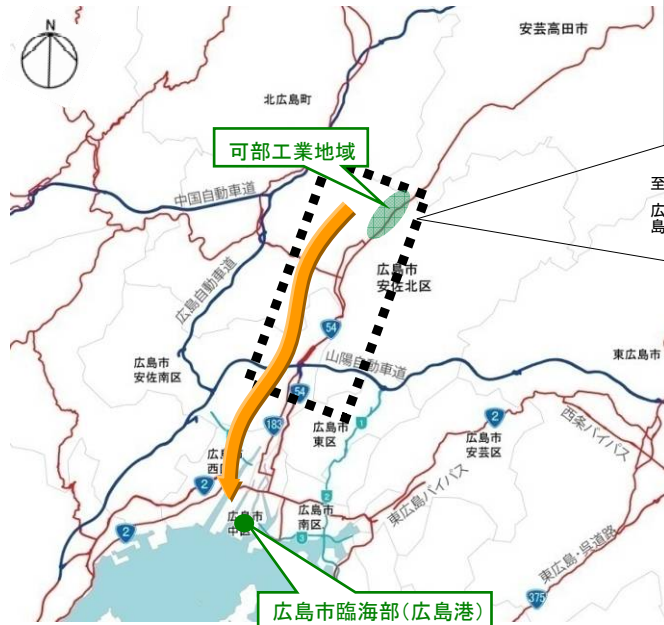 N
安芸高田市
北広島町
可部工業地域
至
広
島
中国自動車道
広島自動車道
広島市
安佐北区
54
山陽自動車道
東広島市
広島市
安佐南区
54
183
広島市
東区
1
2
広島市
安芸区
西条バイパス
広島市
2
東広島バイパス
2
広島市
南区
広島市
2
3
東広島・呉道路
375
広島市臨海部(広島港)